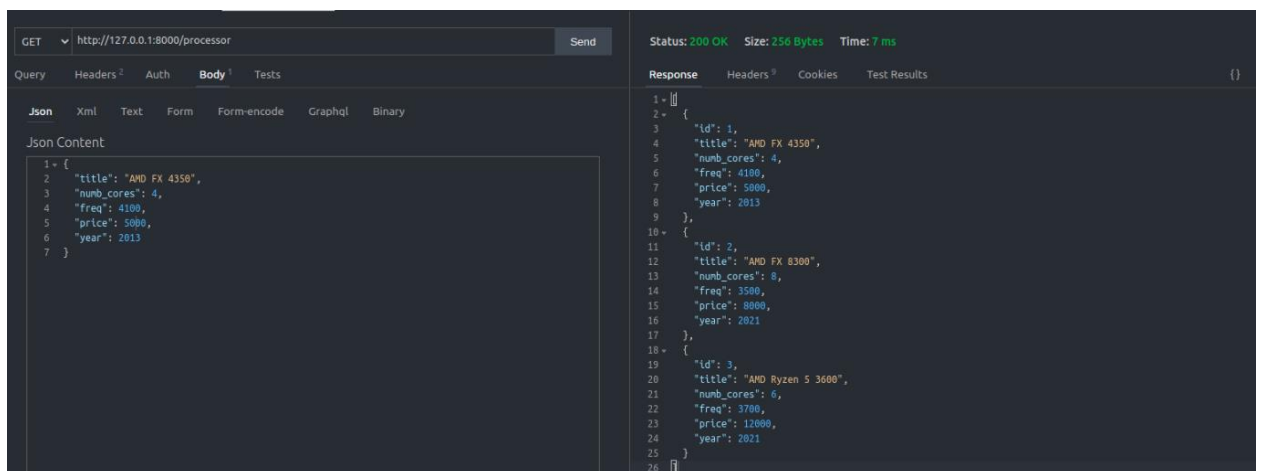 GET http://127.0.0.1:8000/processor Send
Query Headers 2 Auth Body 1 Tests
Json Xml Text Form Form-encode Graphql Binary
Json Content
1 {
2 "title": "AMD FX 4350",
3 "numb_cores": 4,
4 "freq": 4100,
5 "price": 5000,
6 "year": 2013
7 }
Status: 200 OK Size: 256 Bytes Time: 7 ms
Response Headers 9 Cookies Test Results {}
1 [
2 {
3 "id": 1,
4 "title": "AMD FX 4350",
5 "numb_cores": 4,
6 "freq": 4100,
7 "price": 5000,
8 "year": 2013
9 },
10 {
11 "id": 2,
12 "title": "AMD FX 8300",
13 "numb_cores": 8,
14 "freq": 3500,
15 "price": 8000,
16 "year": 2021
17 },
18 {
19 "id": 3,
20 "title": "AMD Ryzen 5 3600",
21 "numb_cores": 6,
22 "freq": 3700,
23 "price": 12000,
24 "year": 2021
25 }
26 ]